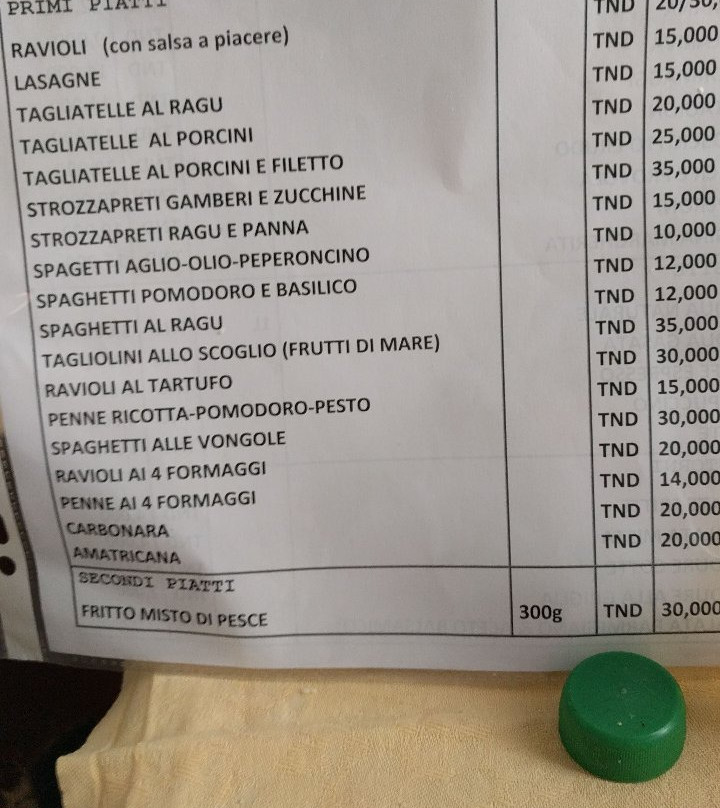 PRIMI PIATTI
RAVIOLI (con salsa a piacere) TND 20/30,
LASAGNE TND 15,000
TAGLIATELLE AL RAGU TND 15,000
TAGLIATELLE AL PORCINI TND 20,000
TAGLIATELLE AL PORCINI E FILETTO TND 25,000
STROZZAPRETI GAMBERI E ZUCCHINE TND 35,000
STROZZAPRETI RAGU E PANNA TND 15,000
SPAGETTI AGLIO-OLIO-PEPERONCINO TND 10,000
SPAGHETTI POMODORO E BASILICO TND 12,000
SPAGHETTI AL RAGU TND 12,000
TAGLIOLINI ALLO SCOGLIO (FRUTTI DI MARE) TND 35,000
RAVIOLI AL TARTUFO TND 30,000
PENNE RICOTTA-POMODORO-PESTO TND 15,000
SPAGHETTI ALLE VONGOLE TND 30,000
RAVIOLI AI 4 FORMAGGI TND 20,000
PENNE AI 4 FORMAGGI TND 14,000
CARBONARA TND 20,000
AMATRICANA TND 20,000
SECONDI PIATTI
FRITTO MISTO DI PESCE 300g TND 30,000